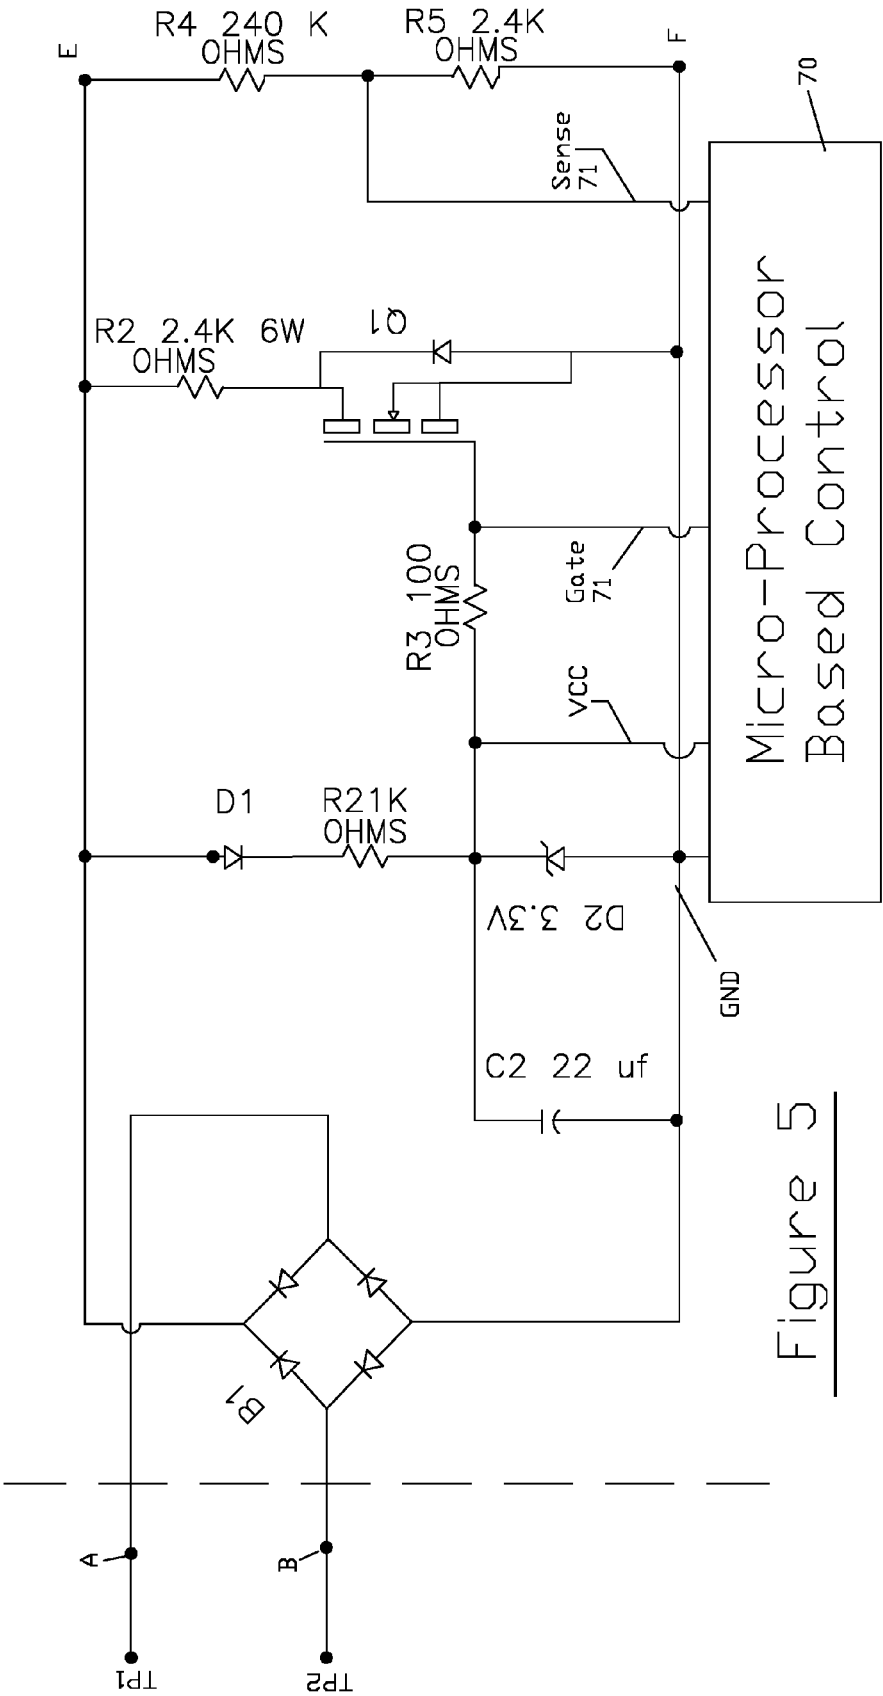 E
R4 240 K
OHMS
R5 2.4K
OHMS
F
70
Sense
71
R2 2.4K 6W
OHMS
Q1
Micro-Processor
Based Control
R3 100
OHMS
Gate
71
VCC
D1
R21K
OHMS
D2 3.3V
GND
C2 22 uf
Figure 5
B1
A
B
TP1
TP2